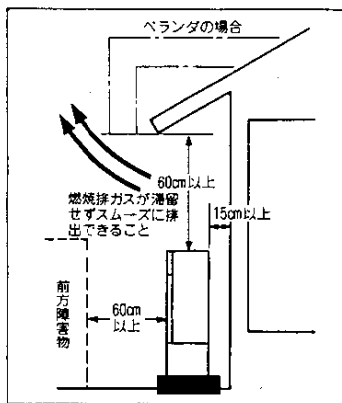 ベランダの場合
60cm以上
燃焼排ガスが滞留
せずスムーズに排
出できること
15cm以上
60cm
以上
前方障害物